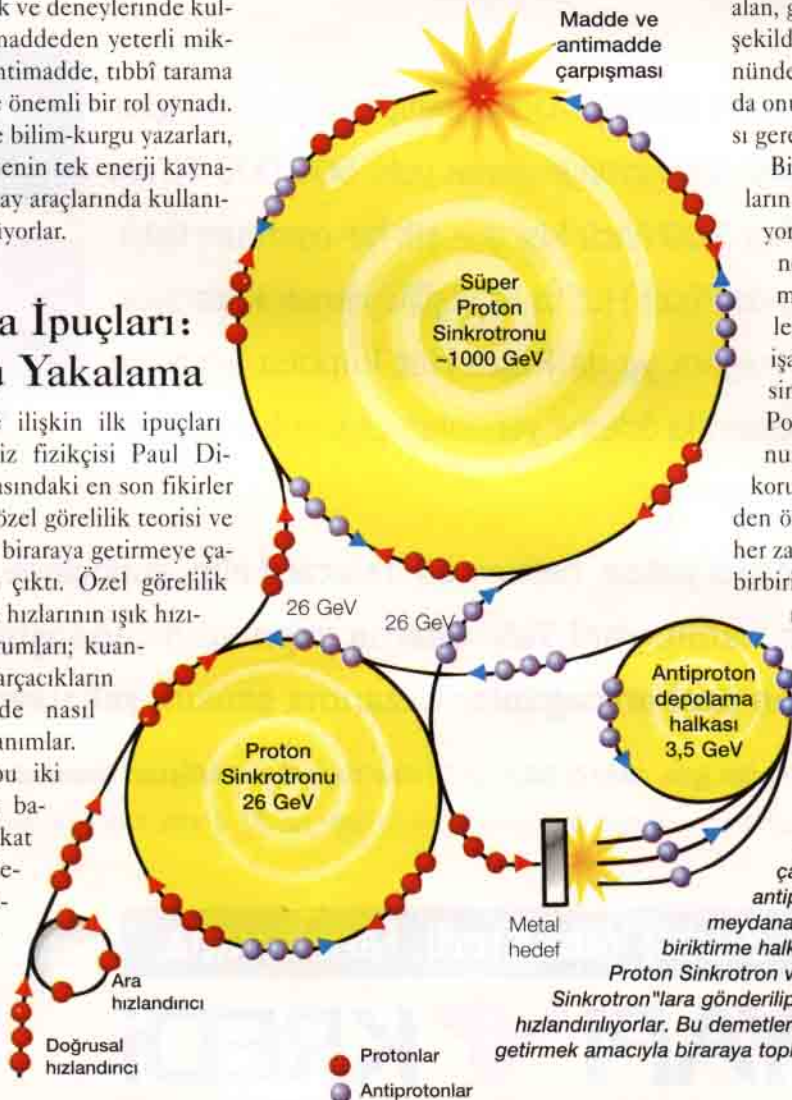 k ve deneylerinde kul-
naddeden yeterli mik-
ntimadde, tıbbî tarama
e önemli bir rol oynadı.
e bilim-kurgu yazarları,
enin tek enerji kayna-
ay araçlarında kullanı-
iyorlar.
a İpuçları:
u Yakalama
e ilişkin ilk ipuçları
iz fizikçisi Paul Di-
asındaki en son fikirler
özel görelilik teorisi ve
biraraya getirmeye ça-
çıktı. Özel görelilik
hızlarının ışık hızı-
rumları; kuan-
arçacıkların
de nasıl
anımlar.
bu iki
ba-
kat
e-
Madde ve
antimadde
çarpışması
Süper
Proton
Sinkrotronu
~1000 GeV
26 GeV
26 GeV
Proton
Sinkrotronu
26 GeV
Antiproton
depolama
halkası
3,5 GeV
Metal
hedef
Ara
hızlandırıcı
Doğrusal
hızlandırıcı
Protonlar
Antiprotonlar
alan, g
şekild
nünde
da onu
sı gere
Bi
ların
yor
ne
m
le
işa
sin
Po
nu
koru
den ö
her za
birbiri
ça
antip
meydana
biriktirme halk
Proton Sinkrotron v
Sinkrotron"lara gönderilip
hızlandırılıyorlar. Bu demetler
getirmek amacıyla biraraya topl